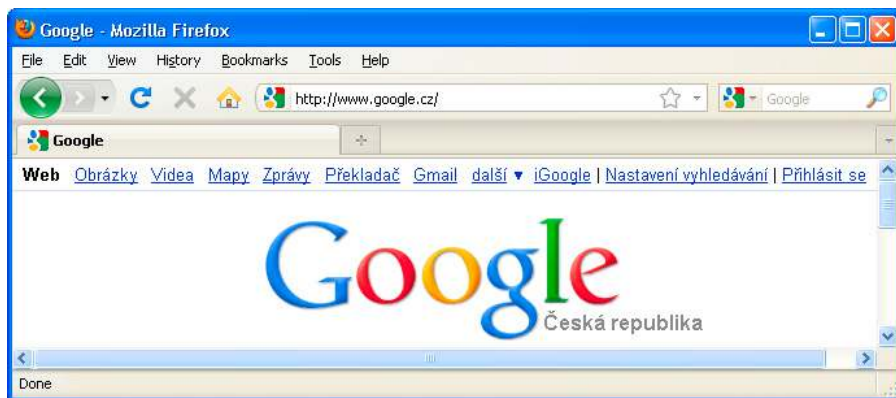 Google - Mozilla Firefox
File Edit View History Bookmarks Tools Help
http://www.google.cz/ Google
Google
Web Obrázky Videa Mapy Zprávy Překladač Gmail další ▼ iGoogle | Nastavení vyhledávání | Přihlásit se
Google
Česká republika
Done